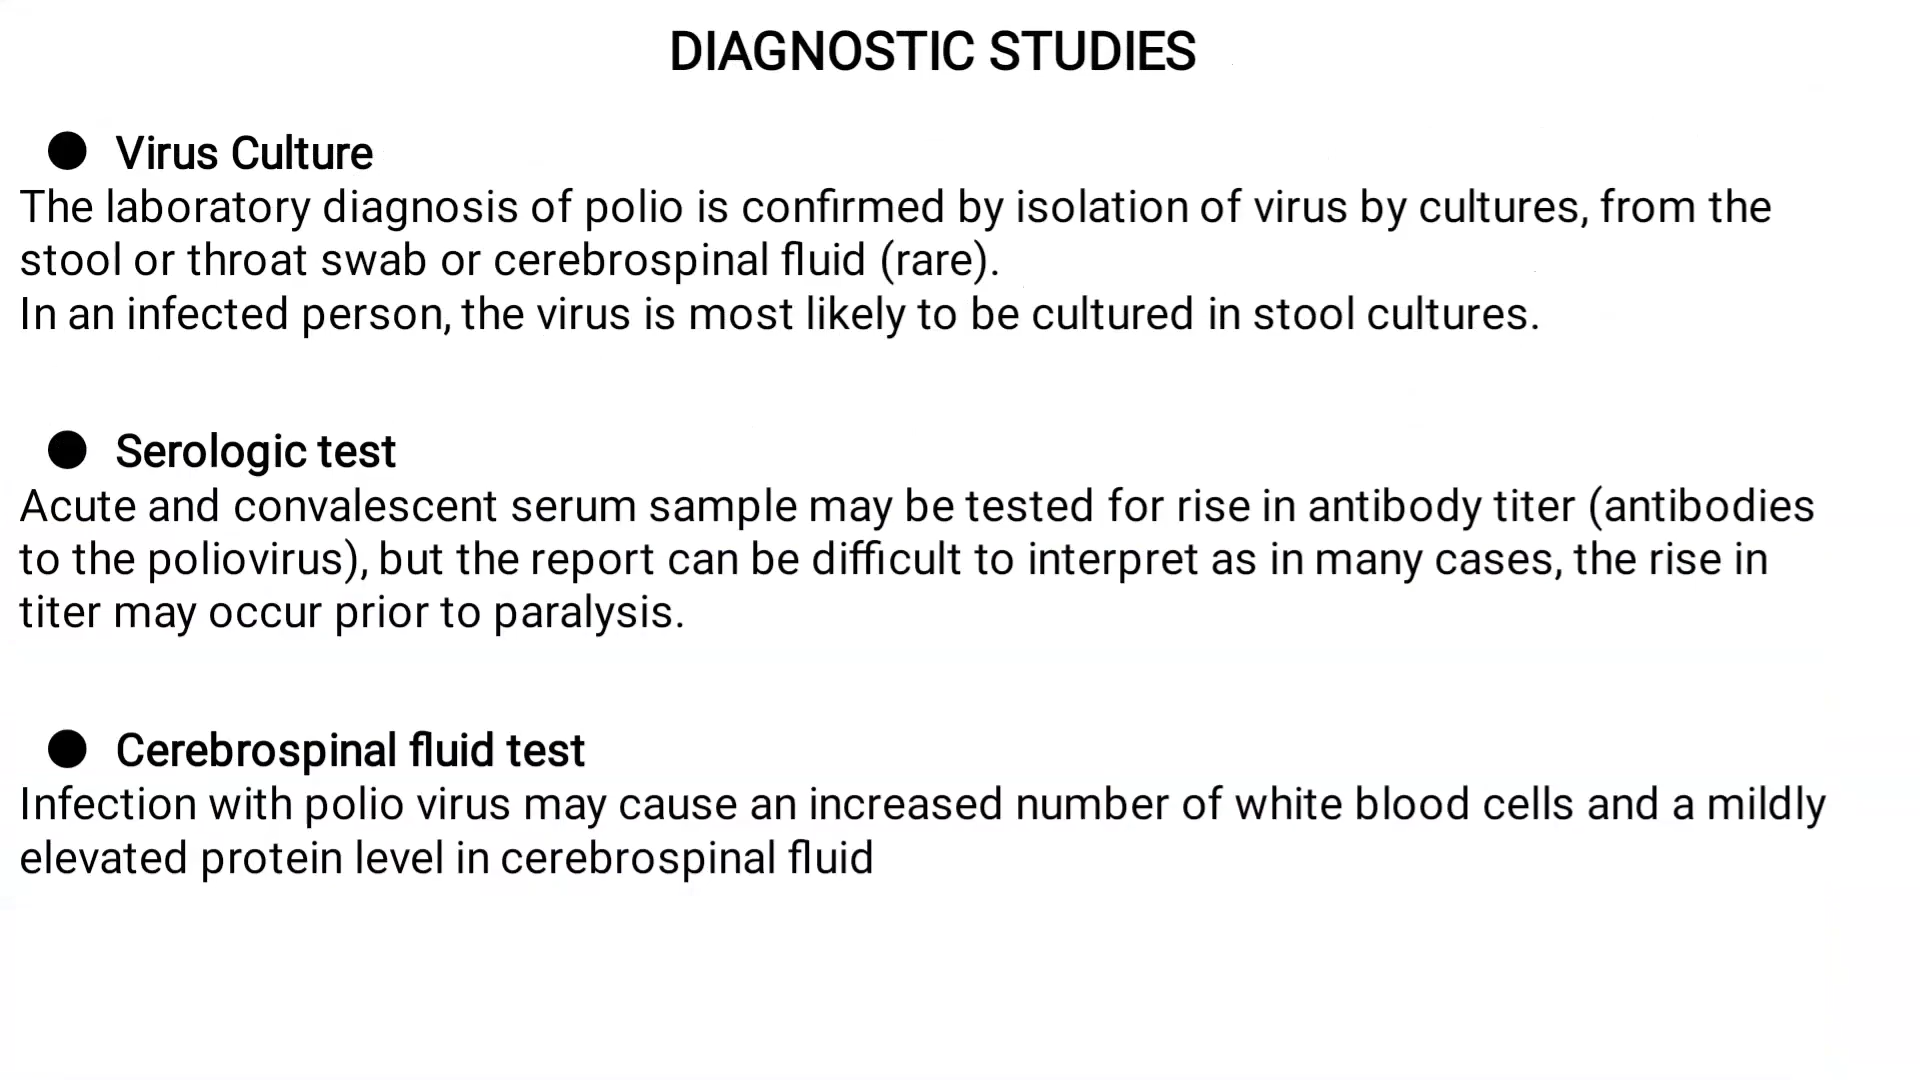 DIAGNOSTIC STUDIES
● Virus Culture
The laboratory diagnosis of polio is confirmed by isolation of virus by cultures, from the
stool or throat swab or cerebrospinal fluid (rare).
In an infected person, the virus is most likely to be cultured in stool cultures.
● Serologic test
Acute and convalescent serum sample may be tested for rise in antibody titer (antibodies
to the poliovirus), but the report can be difficult to interpret as in many cases, the rise in
titer may occur prior to paralysis.
● Cerebrospinal fluid test
Infection with polio virus may cause an increased number of white blood cells and a mildly
elevated protein level in cerebrospinal fluid